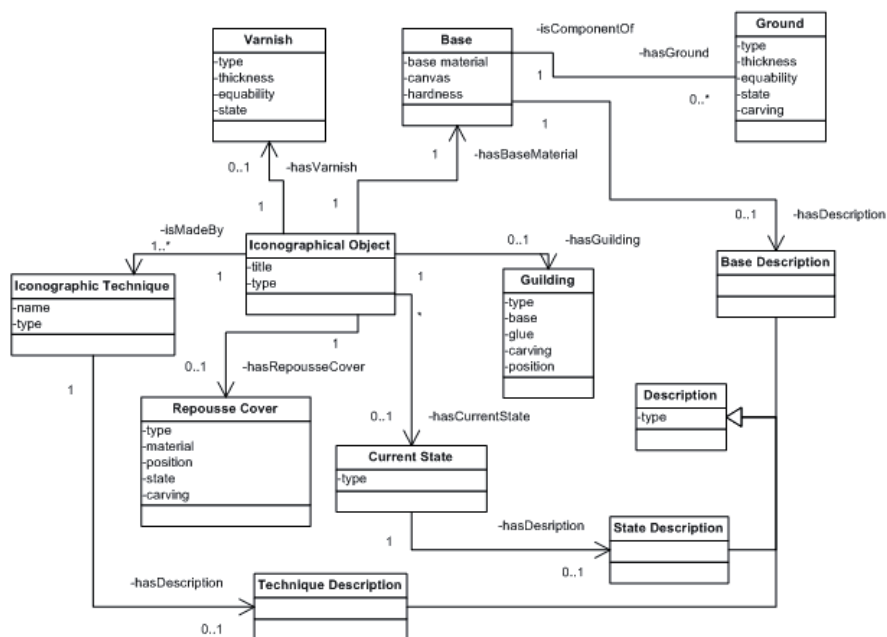 Varnish
-type
-thickness
-equability
-state
Base
-base material
-canvas
-hardness
-isComponentOf
-hasGround
1
0..*
Ground
-type
-thickness
-equability
-state
-carving
1
0..1
-hasVarnish
1
1
-hasBaseMaterial
1
0..1
-hasDescription
-isMadeBy
1..*
1
Iconographical Object
-title
-type
0..1
-hasGuilding
1
Base Description
Iconographic Technique
-name
-type
Guilding
-type
-base
-glue
-carving
-position
*
1
0..1
-hasRepousseCover
1
Repousse Cover
-type
-material
-position
-state
-carving
0..1
-hasCurrentState
Description
-type
Current State
-type
1
-hasDesription
0..1
State Description
-hasDescription
0..1
Technique Description